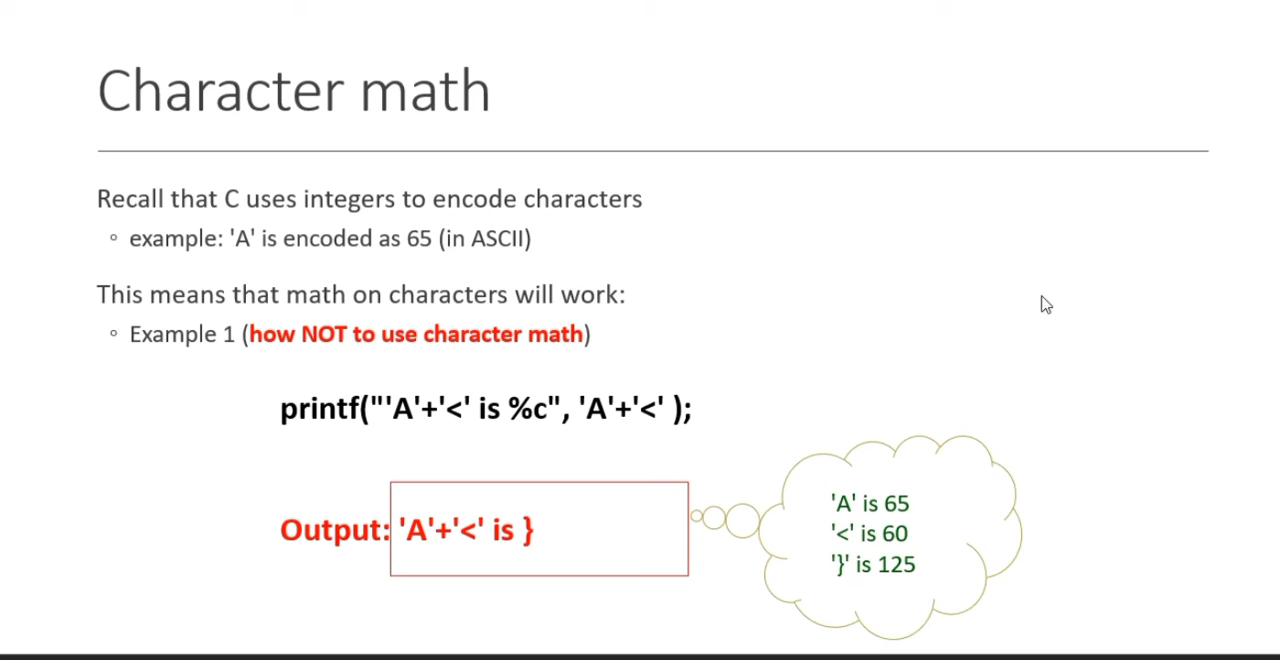 Character math
Recall that C uses integers to encode characters
◦ example: 'A' is encoded as 65 (in ASCII)
This means that math on characters will work:
◦ Example 1 (how NOT to use character math)
printf("'A'+'<' is %c", 'A'+'<' );
Output: 'A'+'<' is }
'A' is 65
'<' is 60
'}' is 125